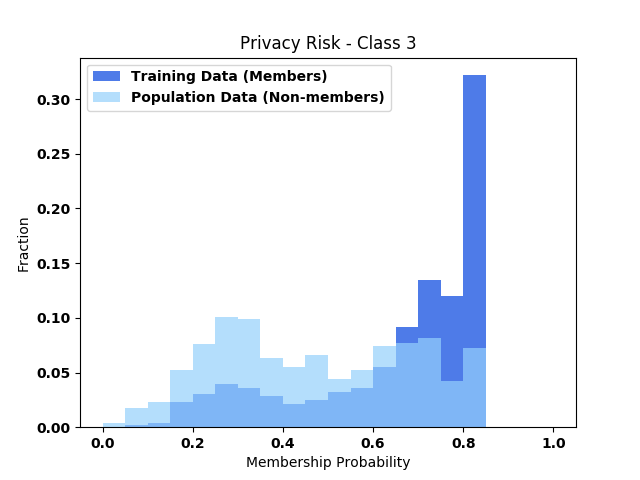 Privacy Risk - Class 3
Training Data (Members)
Population Data (Non-members)
0.30
0.25
0.20
0.15
0.10
0.05
0.00
Fraction
0.0 0.2 0.4 0.6 0.8 1.0
Membership Probability